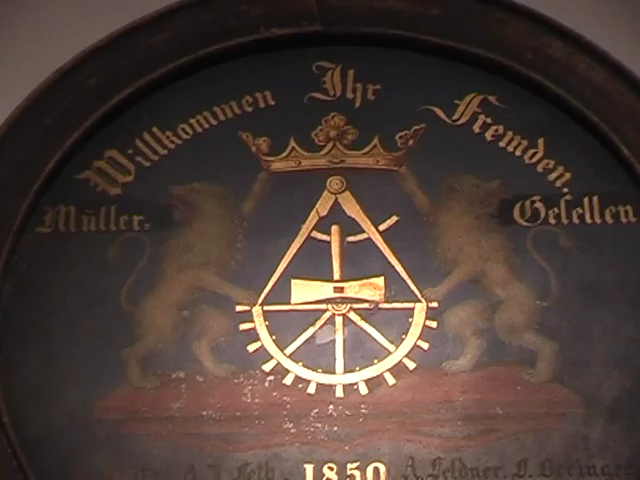 Willkommen Ihr Fremden.
Müller- Geſellen
1850 A. Feldner.